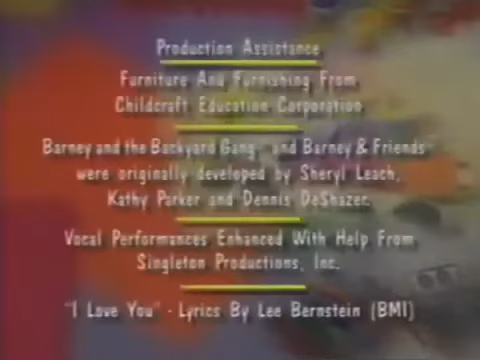 Production Assistance
Furniture And Furnishing From
Childcraft Education Corporation
Barney and the Backyard Gang™ and Barney & Friends™
were originally developed by Sheryl Leach,
Kathy Parker and Dennis DeShazer.
Vocal Performances Enhanced With Help From
Singleton Productions, Inc.
"I Love You" - Lyrics By Lee Bernstein (BMI)